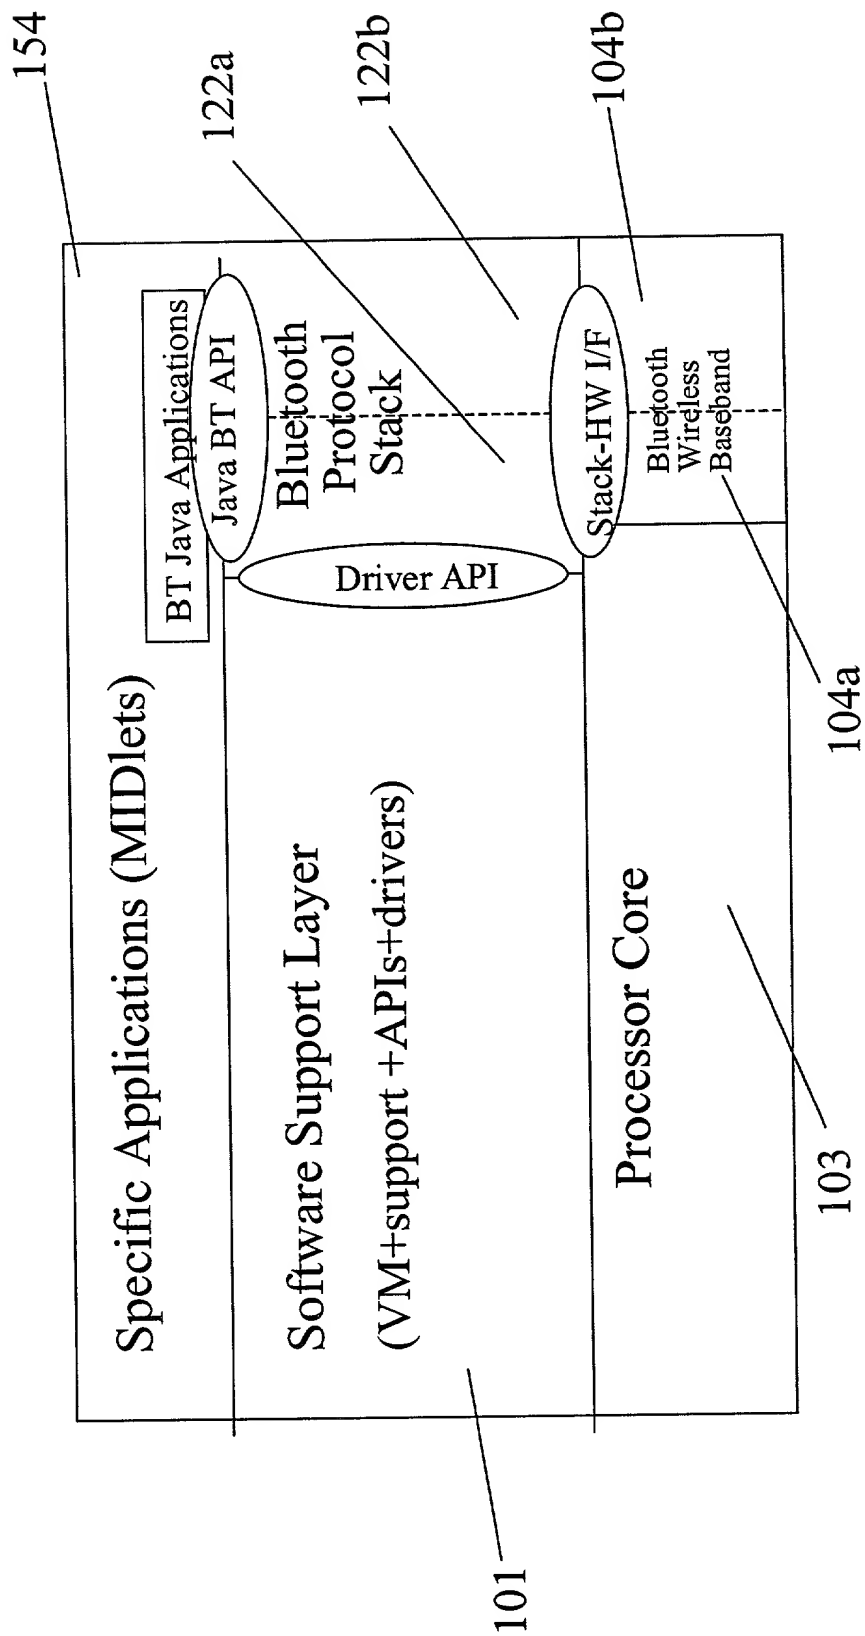 154
Specific Applications (MIDlets)
BT Java Applications
Java BT API
122a
Software Support Layer
(VM+support +APIs+drivers)
Driver API
Bluetooth
Protocol
Stack
122b
101
Stack-HW I/F
Processor Core
Bluetooth
Wireless
Baseband
104b
103
104a